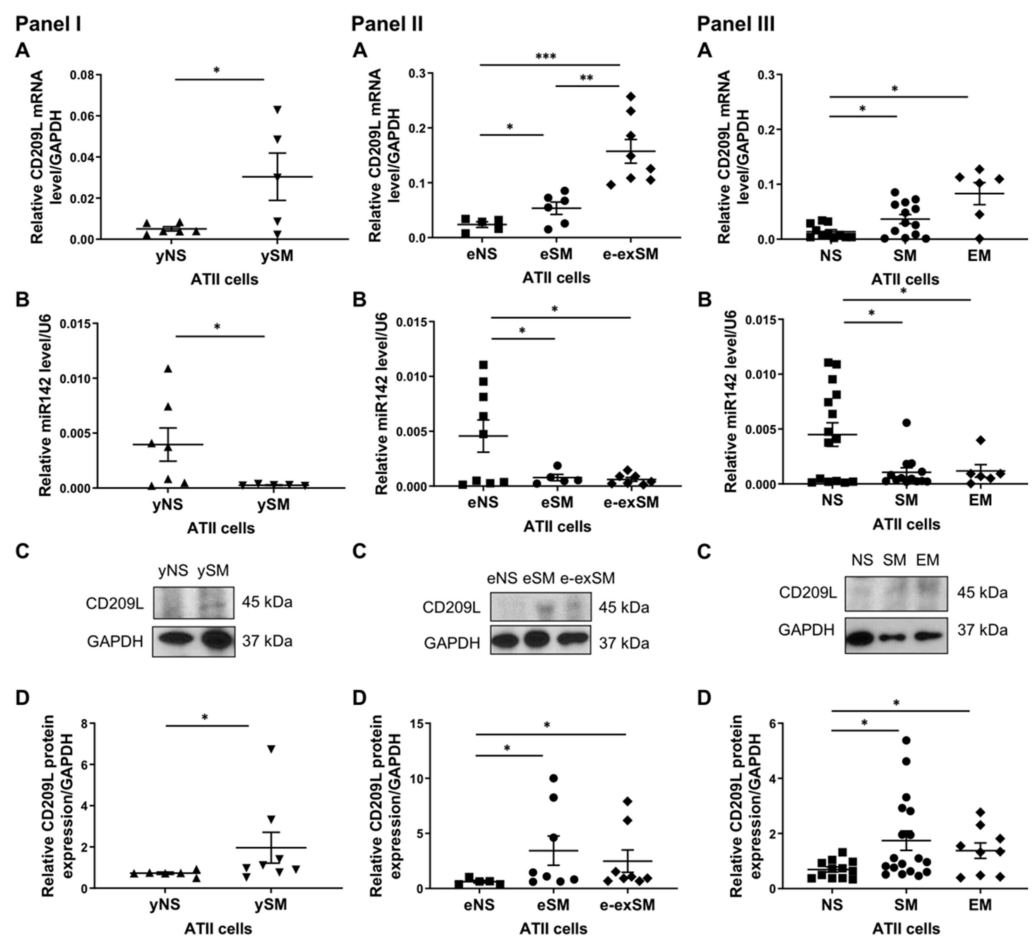 Panel I
Panel II
Panel III
A
Relative CD209L mRNA
level/GAPDH
0.08
0.06
0.04
0.02
0.00
*
yNS
ySM
ATII cells
A
Relative CD209L mRNA
level/GAPDH
0.3
0.2
0.1
0.0
***
**
*
eNS
eSM
e-exSM
ATII cells
A
Relative CD209L mRNA
level/GAPDH
0.3
0.2
0.1
0.0
*
*
NS
SM
EM
ATII cells
B
Relative miR142 level/U6
0.015
0.010
0.005
0.000
*
yNS
ySM
ATII cells
B
Relative miR142 level/U6
0.015
0.010
0.005
0.000
*
*
eNS
eSM
e-exSM
ATII cells
B
Relative miR142 level/U6
0.015
0.010
0.005
0.000
*
*
NS
SM
EM
ATII cells
C
yNS ySM
CD209L 45 kDa
GAPDH 37 kDa
C
eNS eSM e-exSM
CD209L 45 kDa
GAPDH 37 kDa
C
NS SM EM
CD209L 45 kDa
GAPDH 37 kDa
D
Relative CD209L protein
expression/GAPDH
8
6
4
2
0
*
yNS
ySM
ATII cells
D
Relative CD209L protein
expression/GAPDH
15
10
5
0
*
*
eNS
eSM
e-exSM
ATII cells
D
Relative CD209L protein
expression/GAPDH
6
4
2
0
*
*
NS
SM
EM
ATII cells